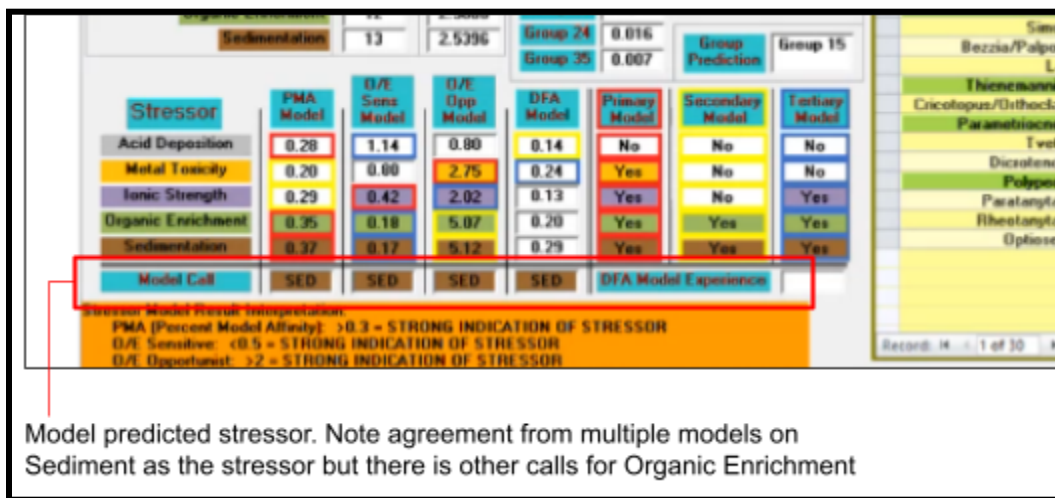 Sedimentation 13 2.5396 Group 24 0.016
Group 35 0.007 Group Prediction Group 15
Stressor PMA Model O/E Sens Model O/E Opp Model DFA Model Primary Model Secondary Model Tertiary Model
Acid Deposition 0.28 1.14 0.80 0.14 No No No
Metal Toxicity 0.20 0.00 2.75 0.24 Yes No No
Ionic Strength 0.29 0.42 2.02 0.13 Yes No Yes
Organic Enrichment 0.35 0.18 5.07 0.20 Yes Yes Yes
Sedimentation 0.37 0.17 5.12 0.29 Yes Yes Yes
Model Call SED SED SED SED DFA Model Experience
Stressor Model Result Interpretation:
PMA (Percent Model Affinity): >0.3 = STRONG INDICATION OF STRESSOR
O/E Sensitive: <0.5 = STRONG INDICATION OF STRESSOR
O/E Opportunist: >2 = STRONG INDICATION OF STRESSOR
Bezzia/Palpo
Thienemann
Cricotopus/Orthocl
Parametriocn
Tvet
Dicrotend
Polype
Paratanyta
Rheotanyta
Optiose
Record: 1 of 30
Model predicted stressor. Note agreement from multiple models on
Sediment as the stressor but there is other calls for Organic Enrichment